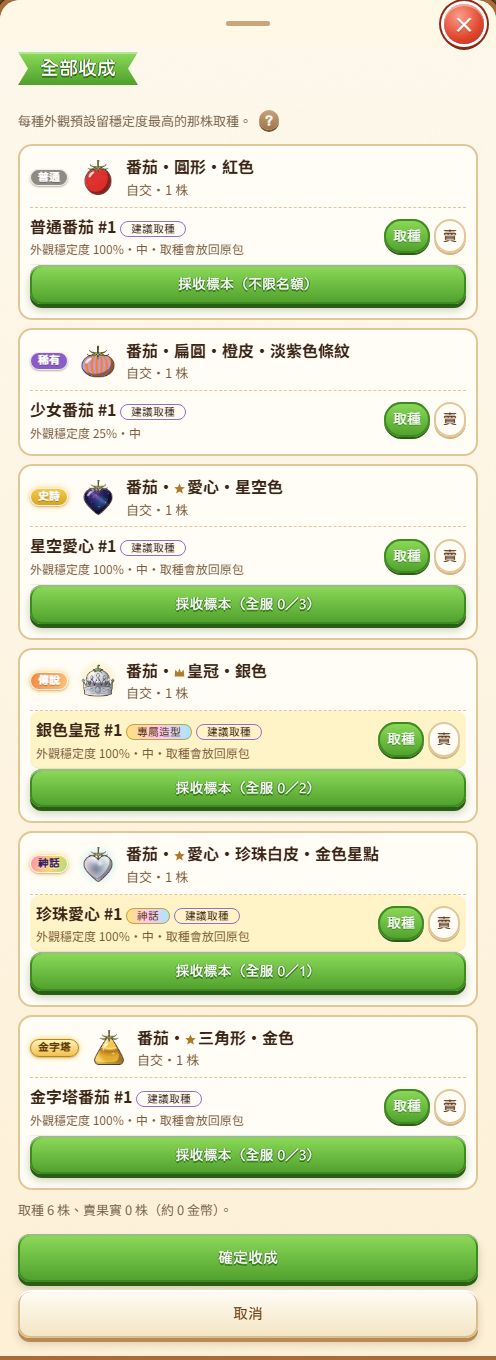 全部收成
每種外觀預設留穩定度最高的那株取種。 ?
普通 番茄・圓形・紅色
自交・1 株
普通番茄 #1 建議取種
外觀穩定度 100%・中・取種會放回原包
取種 賣
採收標本（不限名額）
稀有 番茄・扁圓・橙皮・淡紫色條紋
自交・1 株
少女番茄 #1 建議取種
外觀穩定度 25%・中
取種 賣
史詩 番茄・★愛心・星空色
自交・1 株
星空愛心 #1 建議取種
外觀穩定度 100%・中・取種會放回原包
取種 賣
採收標本（全服 0／3）
傳說 番茄・皇冠・銀色
自交・1 株
銀色皇冠 #1 專屬造型 建議取種
外觀穩定度 100%・中・取種會放回原包
取種 賣
採收標本（全服 0／2）
神話 番茄・★愛心・珍珠白皮・金色星點
自交・1 株
珍珠愛心 #1 神話 建議取種
外觀穩定度 100%・中・取種會放回原包
取種 賣
採收標本（全服 0／1）
金字塔 番茄・★三角形・金色
自交・1 株
金字塔番茄 #1 建議取種
外觀穩定度 100%・中・取種會放回原包
取種 賣
採收標本（全服 0／3）
取種 6 株、賣果實 0 株（約 0 金幣）。
確定收成
取消